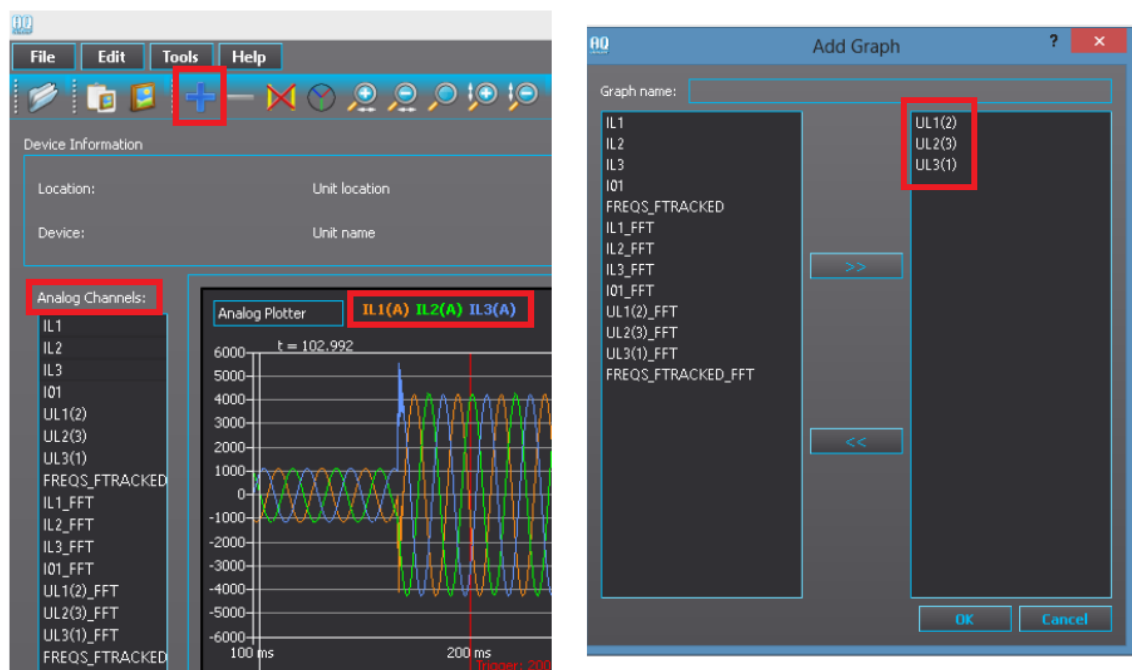 AQ
File Edit Tools Help
Device Information
Location: Unit location
Device: Unit name
Analog Channels:
IL1
IL2
IL3
I01
UL1(2)
UL2(3)
UL3(1)
FREQS_FTRACKED
IL1_FFT
IL2_FFT
IL3_FFT
I01_FFT
UL1(2)_FFT
UL2(3)_FFT
UL3(1)_FFT
FREQS_FTRACKED
Analog Plotter IL1(A) IL2(A) IL3(A)
t = 102.992
6000
5000
4000
3000
2000
1000
0
-1000
-2000
-3000
-4000
-5000
-6000
100 ms 200 ms
Trigger: 200
AQ Add Graph ?
Graph name:
IL1
IL2
IL3
I01
FREQS_FTRACKED
IL1_FFT
IL2_FFT
IL3_FFT
I01_FFT
UL1(2)_FFT
UL2(3)_FFT
UL3(1)_FFT
FREQS_FTRACKED_FFT
>>
<<
UL1(2)
UL2(3)
UL3(1)
OK Cancel